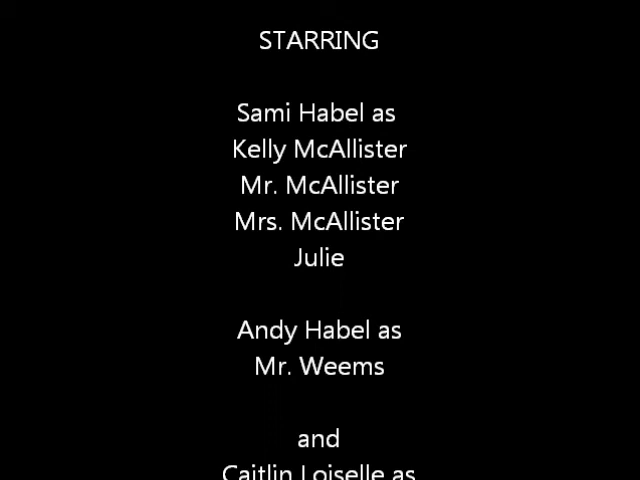 STARRING
Sami Habel as
Kelly McAllister
Mr. McAllister
Mrs. McAllister
Julie
Andy Habel as
Mr. Weems
and
Caitlin Loiselle as